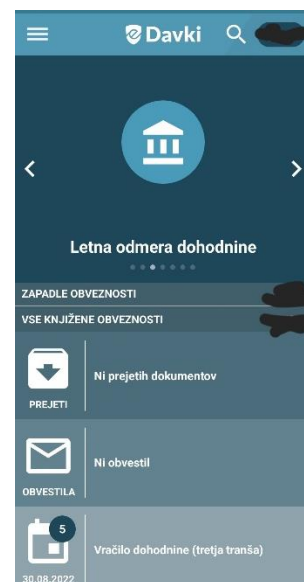 eDavki
Letna odmera dohodnine
ZAPADLE OBVEZNOSTI
VSE KNJIŽENE OBVEZNOSTI
PREJETI
Ni prejetih dokumentov
OBVESTILA
Ni obvestil
5
30.08.2022
Vračilo dohodnine (tretja tranša)